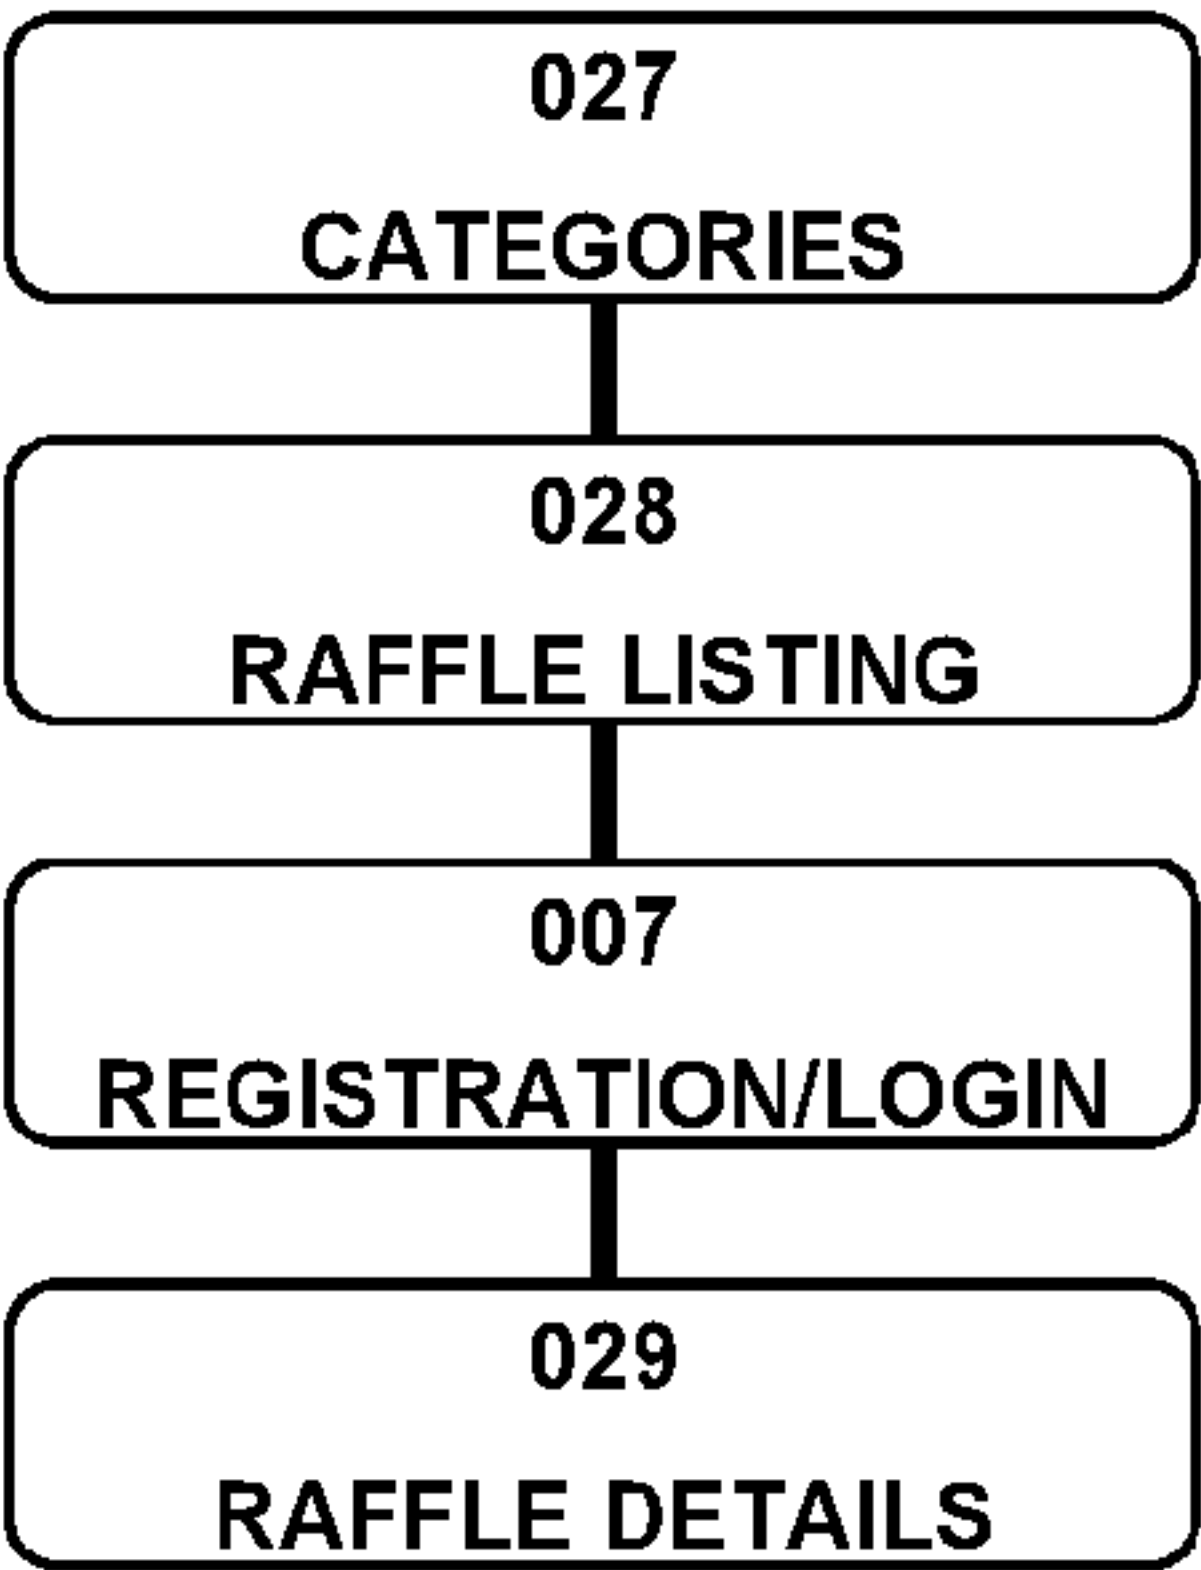 027
CATEGORIES
028
RAFFLE LISTING
007
REGISTRATION/LOGIN
029
RAFFLE DETAILS